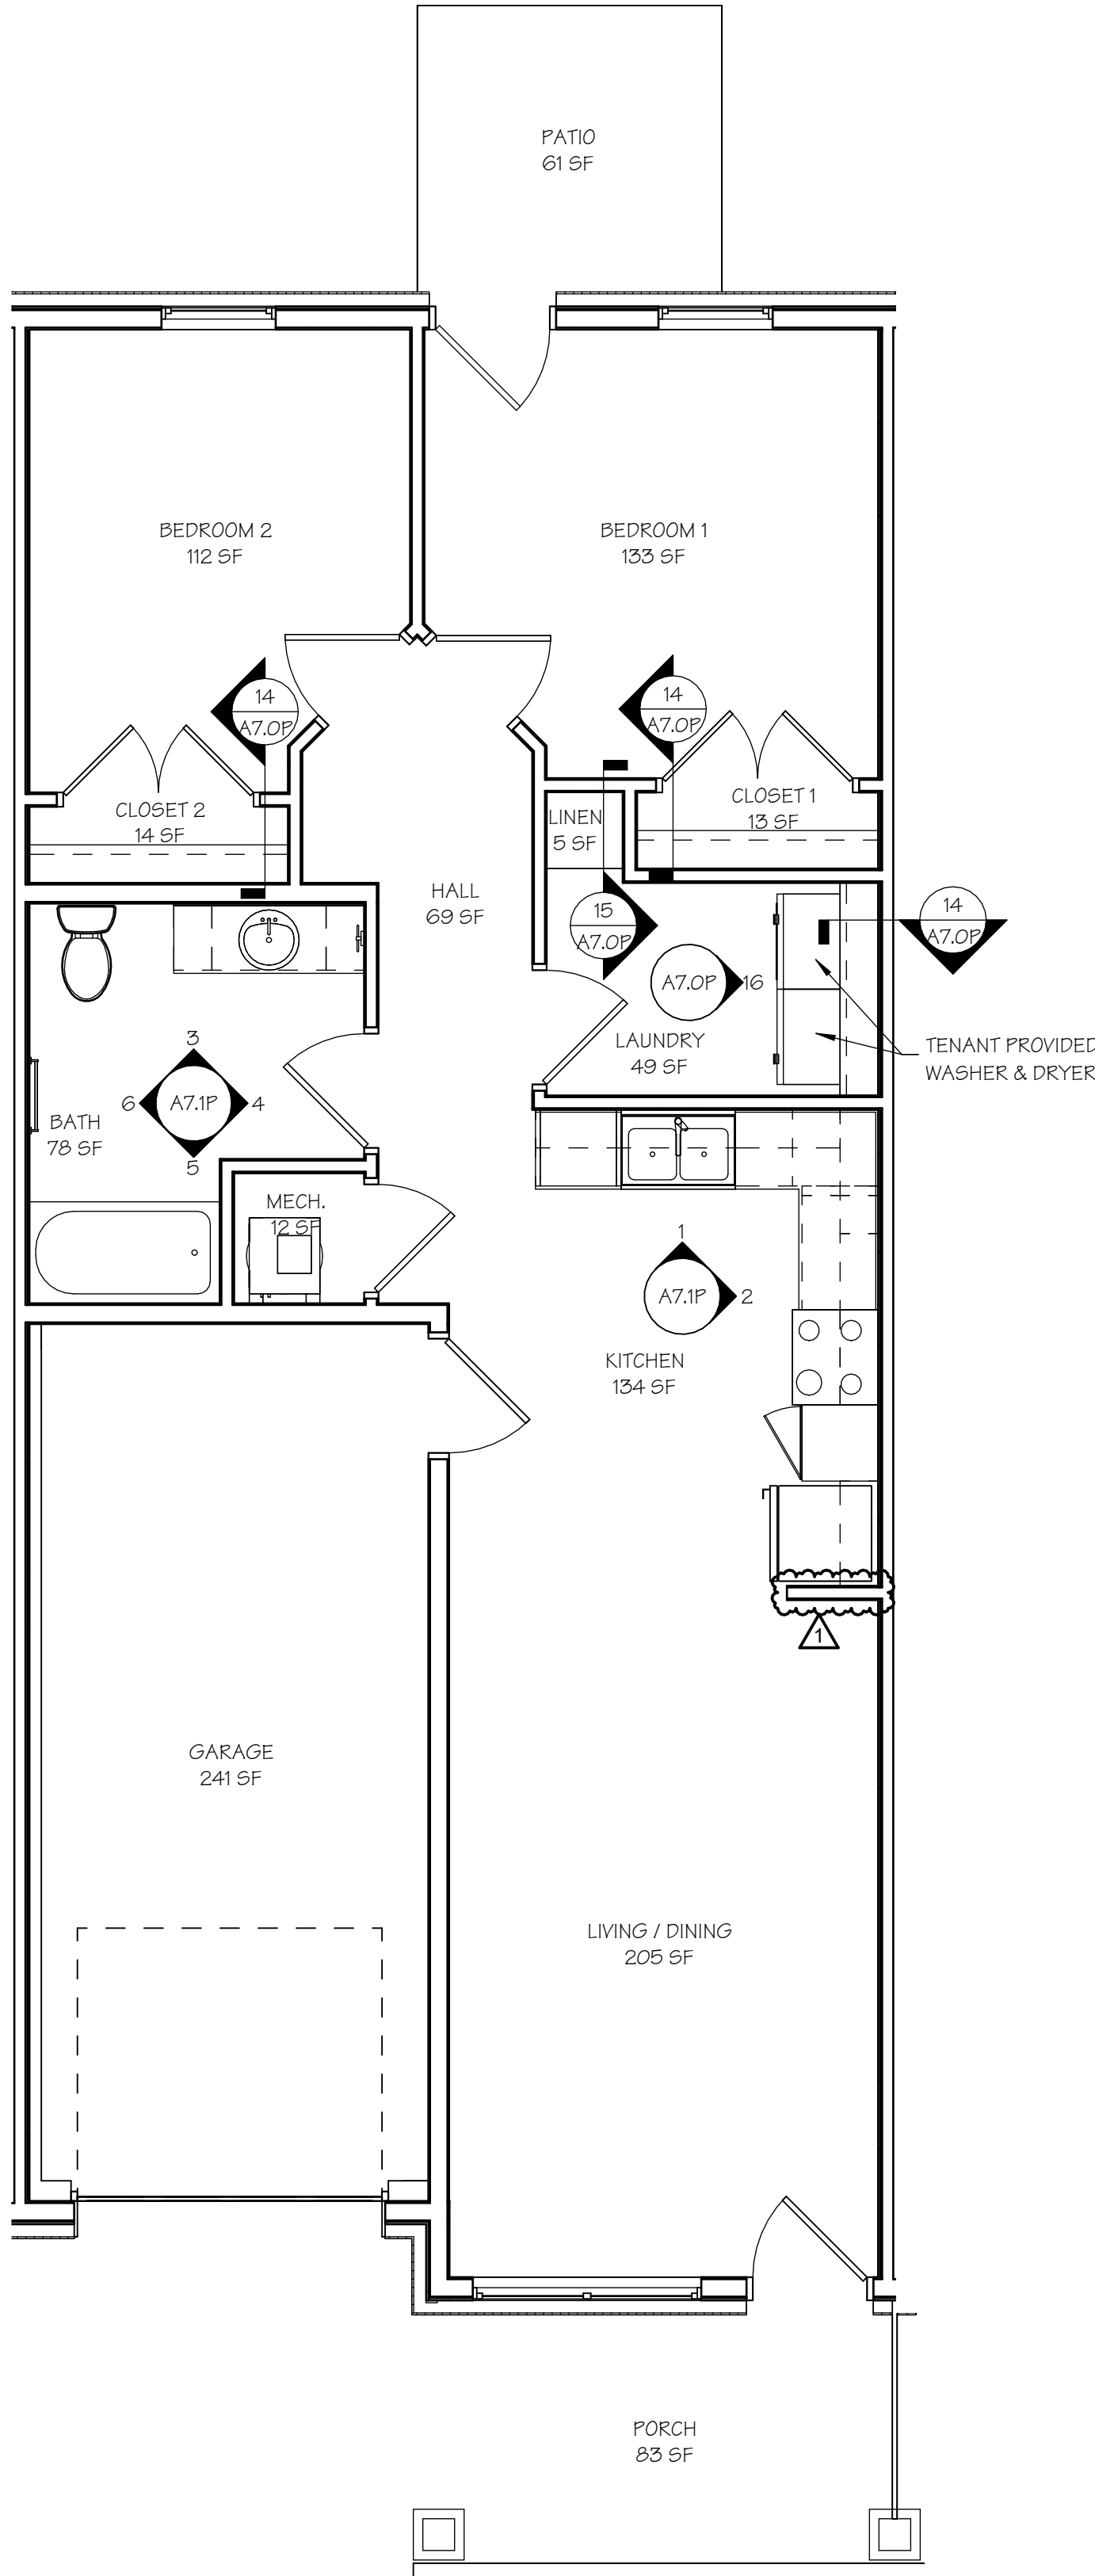 PATIO
61 SF
BEDROOM 2
112 SF
BEDROOM 1
133 SF
14
A7.0P
14
A7.0P
CLOSET 2
14 SF
LINEN
5 SF
CLOSET 1
13 SF
HALL
69 SF
15
A7.0P
14
A7.0P
A7.0P
16
LAUNDRY
49 SF
TENANT PROVIDED
WASHER & DRYER
3
6
A7.1P
4
5
BATH
78 SF
MECH.
12 SF
1
A7.1P
2
KITCHEN
134 SF
1
GARAGE
241 SF
LIVING / DINING
205 SF
PORCH
83 SF